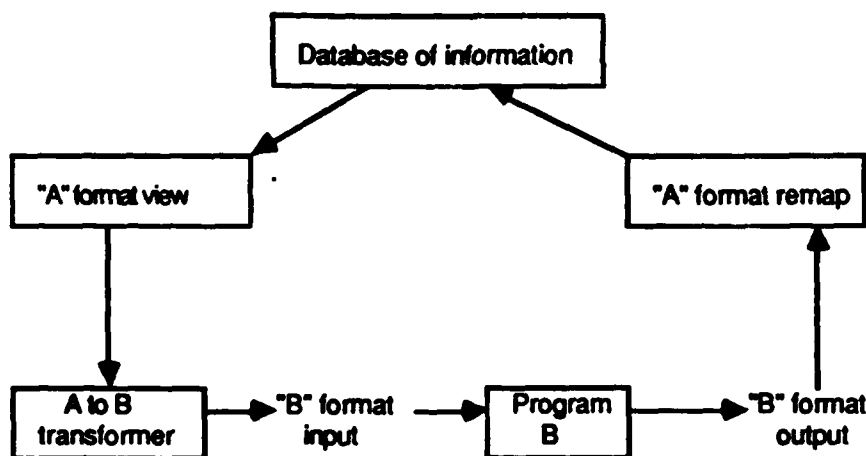 Database of information
"A" format view
"A" format remap
A to B
transformer
"B" format
input
Program
B
"B" format
output